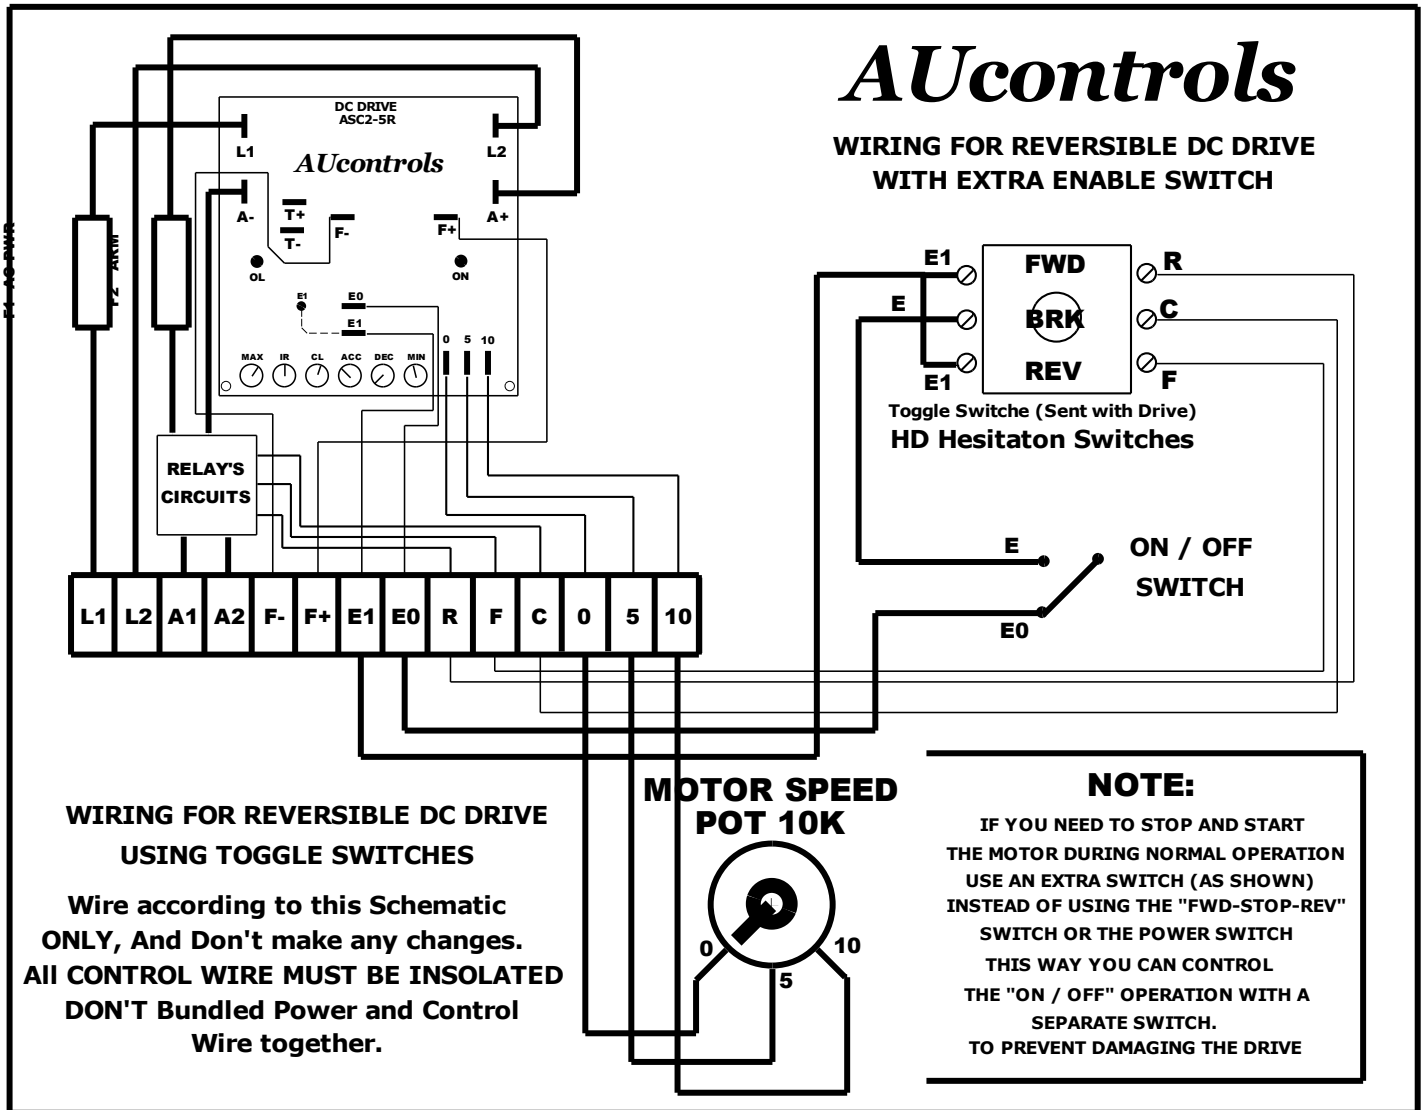 AUcontrols
WIRING FOR REVERSIBLE DC DRIVE
WITH EXTRA ENABLE SWITCH
DC DRIVE
ASC2-5R
AUcontrols
L1
L2
A-
A+
T+
T-
F-
F+
OL
ON
E1
E0
E1
0 5 10
MAX IR CL ACC DEC MIN
F1 AC PWR
F2 ARM
RELAY'S
CIRCUITS
L1 L2 A1 A2 F- F+ E1 E0 R F C 0 5 10
E1
FWD
R
E
BRK
C
E1
REV
F
Toggle Switche (Sent with Drive)
HD Hesitaton Switches
E
ON / OFF
SWITCH
E0
MOTOR SPEED
POT 10K
0
10
5
WIRING FOR REVERSIBLE DC DRIVE
USING TOGGLE SWITCHES
Wire according to this Schematic
ONLY, And Don't make any changes.
All CONTROL WIRE MUST BE INSOLATED
DON'T Bundled Power and Control
Wire together.
NOTE:
IF YOU NEED TO STOP AND START
THE MOTOR DURING NORMAL OPERATION
USE AN EXTRA SWITCH (AS SHOWN)
INSTEAD OF USING THE "FWD-STOP-REV"
SWITCH OR THE POWER SWITCH
THIS WAY YOU CAN CONTROL
THE "ON / OFF" OPERATION WITH A
SEPARATE SWITCH.
TO PREVENT DAMAGING THE DRIVE